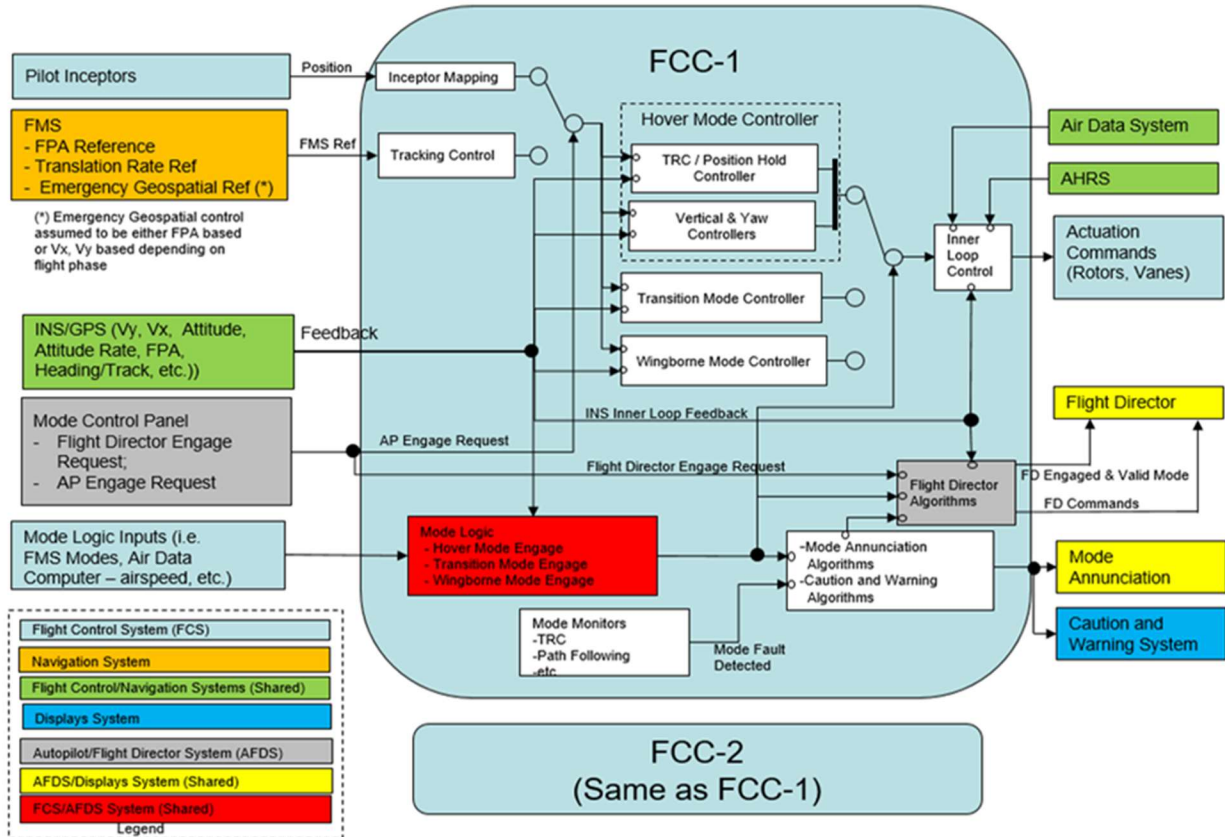 FCC-1
Pilot Inceptors
Position
Inceptor Mapping
FMS
- FPA Reference
- Translation Rate Ref
- Emergency Geospatial Ref (*)
FMS Ref
Tracking Control
(*) Emergency Geospatial control
assumed to be either FPA based
or Vx, Vy based depending on
flight phase
Hover Mode Controller
TRC / Position Hold
Controller
Vertical & Yaw
Controllers
Transition Mode Controller
Wingborne Mode Controller
Air Data System
AHRS
Inner
Loop
Control
Actuation
Commands
(Rotors, Vanes)
INS/GPS (Vy, Vx, Attitude,
Attitude Rate, FPA,
Heading/Track, etc.))
Feedback
INS Inner Loop Feedback
Mode Control Panel
- Flight Director Engage
Request;
- AP Engage Request
AP Engage Request
Flight Director Engage Request
Flight Director
Algorithms
Flight Director
FD Engaged & Valid Mode
FD Commands
Mode Logic Inputs (i.e.
FMS Modes, Air Data
Computer – airspeed, etc.)
Mode Logic
- Hover Mode Engage
- Transition Mode Engage
- Wingborne Mode Engage
-Mode Annunciation
Algorithms
-Caution and Warning
Algorithms
Mode
Annunciation
Caution and
Warning System
Mode Monitors
-TRC
-Path Following
-etc
Mode Fault
Detected
Flight Control System (FCS)
Navigation System
Flight Control/Navigation Systems (Shared)
Displays System
Autopilot/Flight Director System (AFDS)
AFDS/Displays System (Shared)
FCS/AFDS System (Shared)
Legend
FCC-2
(Same as FCC-1)